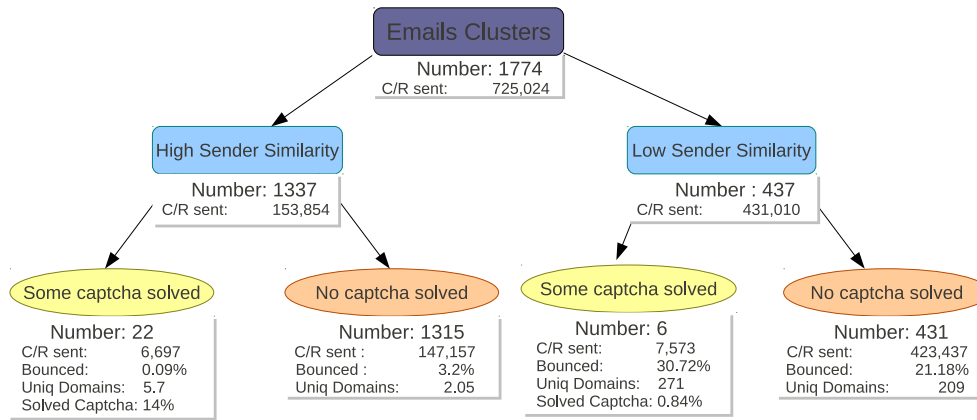 Emails Clusters
Number: 1774
C/R sent: 725,024
High Sender Similarity
Number: 1337
C/R sent: 153,854
Low Sender Similarity
Number : 437
C/R sent: 431,010
Some captcha solved
Number: 22
C/R sent: 6,697
Bounced: 0.09%
Uniq Domains: 5.7
Solved Captcha: 14%
No captcha solved
Number: 1315
C/R sent : 147,157
Bounced : 3.2%
Uniq Domains: 2.05
Some captcha solved
Number: 6
C/R sent: 7,573
Bounced: 30.72%
Uniq Domains: 271
Solved Captcha: 0.84%
No captcha solved
Number: 431
C/R sent: 423,437
Bounced: 21.18%
Uniq Domains: 209